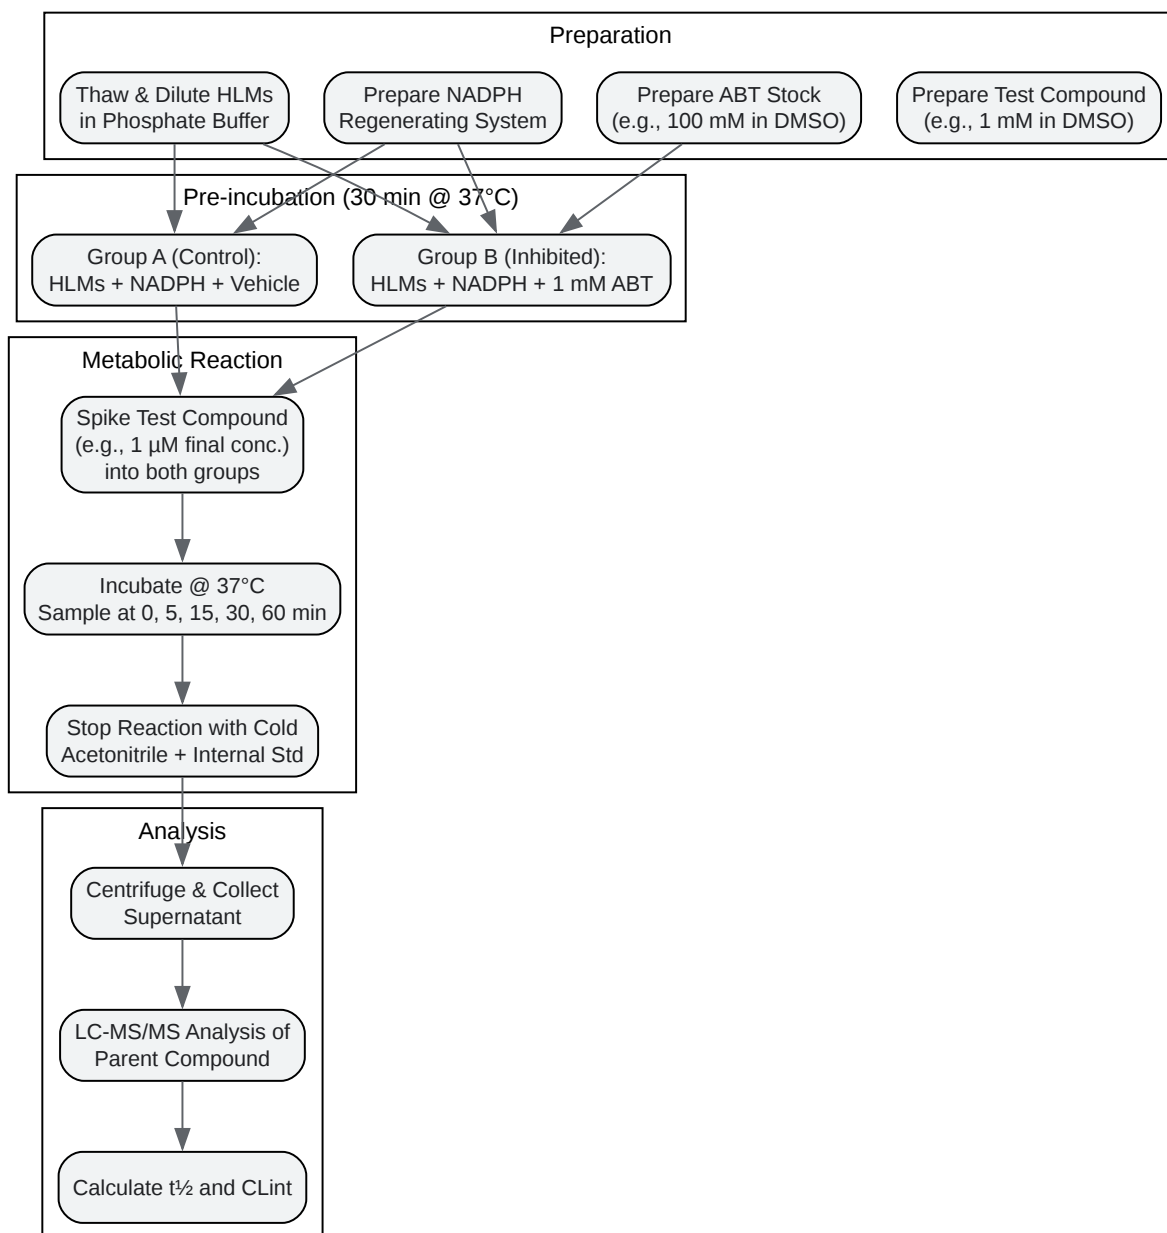 Preparation
Thaw & Dilute HLMs
in Phosphate Buffer
Prepare NADPH
Regenerating System
Prepare ABT Stock
(e.g., 100 mM in DMSO)
Prepare Test Compound
(e.g., 1 mM in DMSO)
Pre-incubation (30 min @ 37°C)
Group A (Control):
HLMs + NADPH + Vehicle
Group B (Inhibited):
HLMs + NADPH + 1 mM ABT
Metabolic Reaction
Spike Test Compound
(e.g., 1 µM final conc.)
into both groups
Incubate @ 37°C
Sample at 0, 5, 15, 30, 60 min
Stop Reaction with Cold
Acetonitrile + Internal Std
Analysis
Centrifuge & Collect
Supernatant
LC-MS/MS Analysis of
Parent Compound
Calculate t½ and CLint